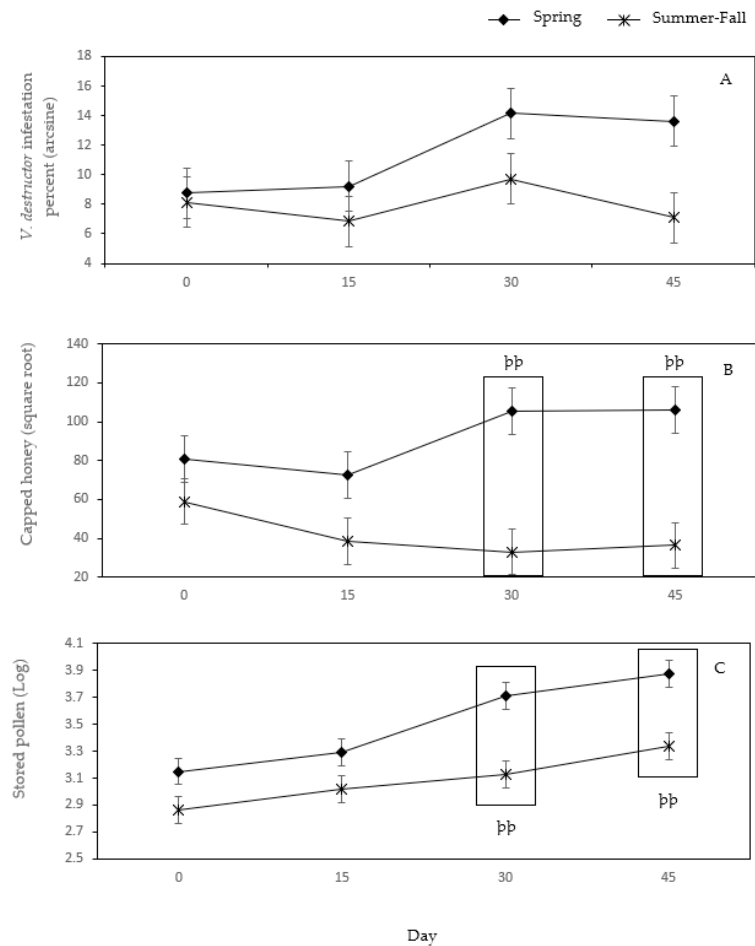 Spring Summer-Fall
V. destructor infestation
percent (arcsine)
18
16
14
12
10
8
6
4
A
0 15 30 45
Capped honey (square root)
140
120
100
80
60
40
20
þþ þþ B
0 15 30 45
Stored pollen (Log)
4.1
3.9
3.7
3.5
3.3
3.1
2.9
2.7
2.5
C
þþ þþ
0 15 30 45
Day